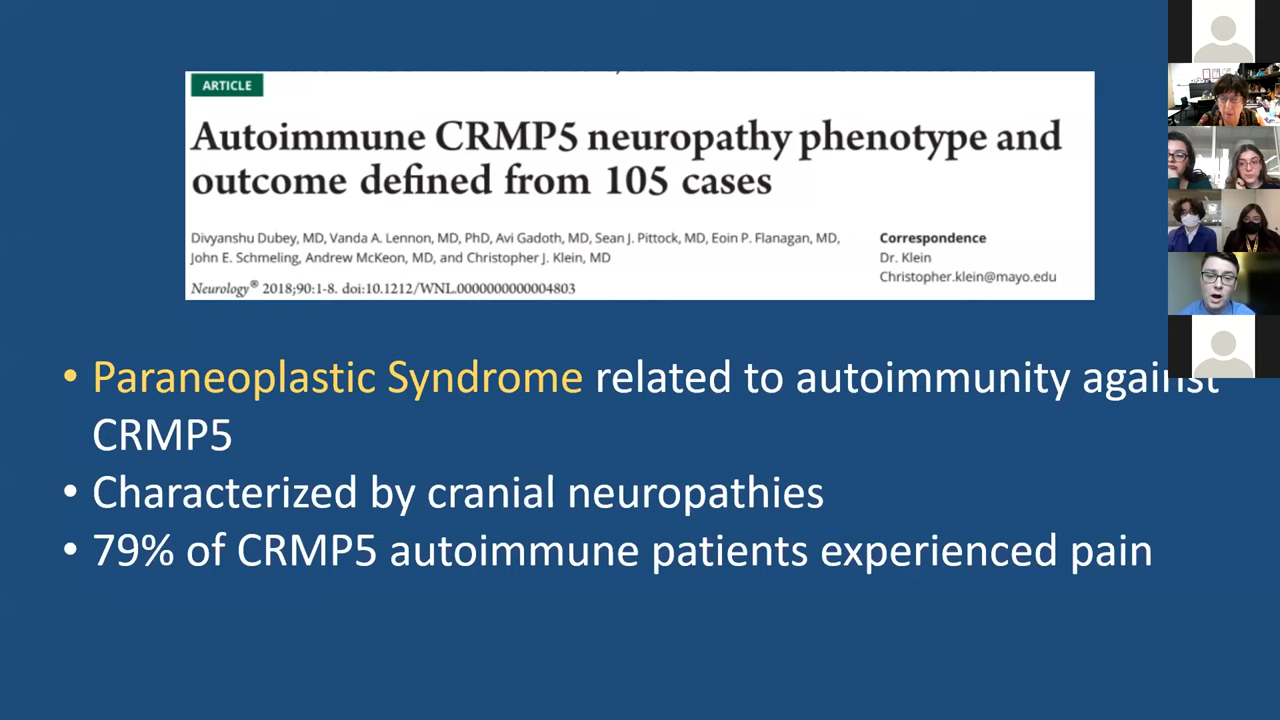 ARTICLE
Autoimmune CRMP5 neuropathy phenotype and
outcome defined from 105 cases
Divyanshu Dubey, MD, Vanda A. Lennon, MD, PhD, Avi Gadoth, MD, Sean J. Pittock, MD, Eoin P. Flanagan, MD,
John E. Schmeling, Andrew McKeon, MD, and Christopher J. Klein, MD
Neurology® 2018;90:1-8. doi:10.1212/WNL.0000000000004803
Correspondence
Dr. Klein
Christopher.klein@mayo.edu
• Paraneoplastic Syndrome related to autoimmunity against
CRMP5
• Characterized by cranial neuropathies
• 79% of CRMP5 autoimmune patients experienced pain